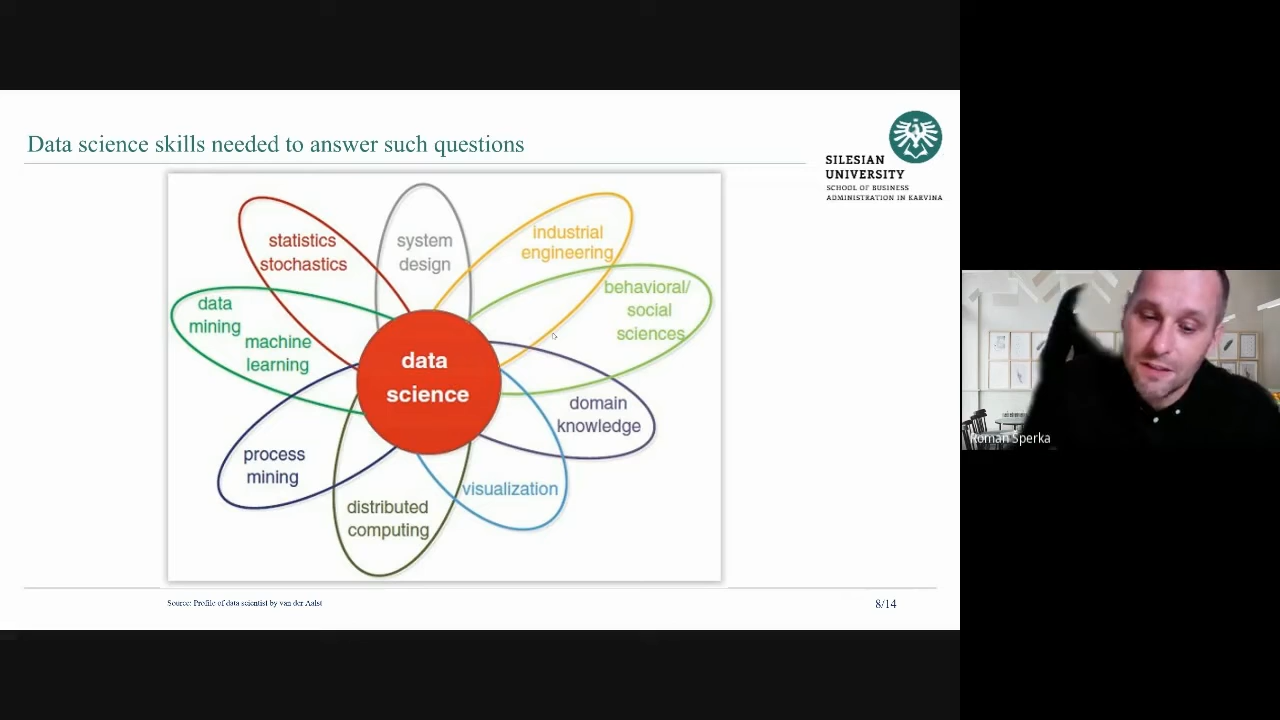 Data science skills needed to answer such questions
SILESIAN
UNIVERSITY
SCHOOL OF BUSINESS
ADMINISTRATION IN KARVINA
statistics
stochastics
system
design
industrial
engineering
behavioral/
social
sciences
data
mining
machine
learning
data
science
domain
knowledge
process
mining
visualization
distributed
computing
Source: Profile of data scientist by van der Aalst
8/14
Roman Sperka